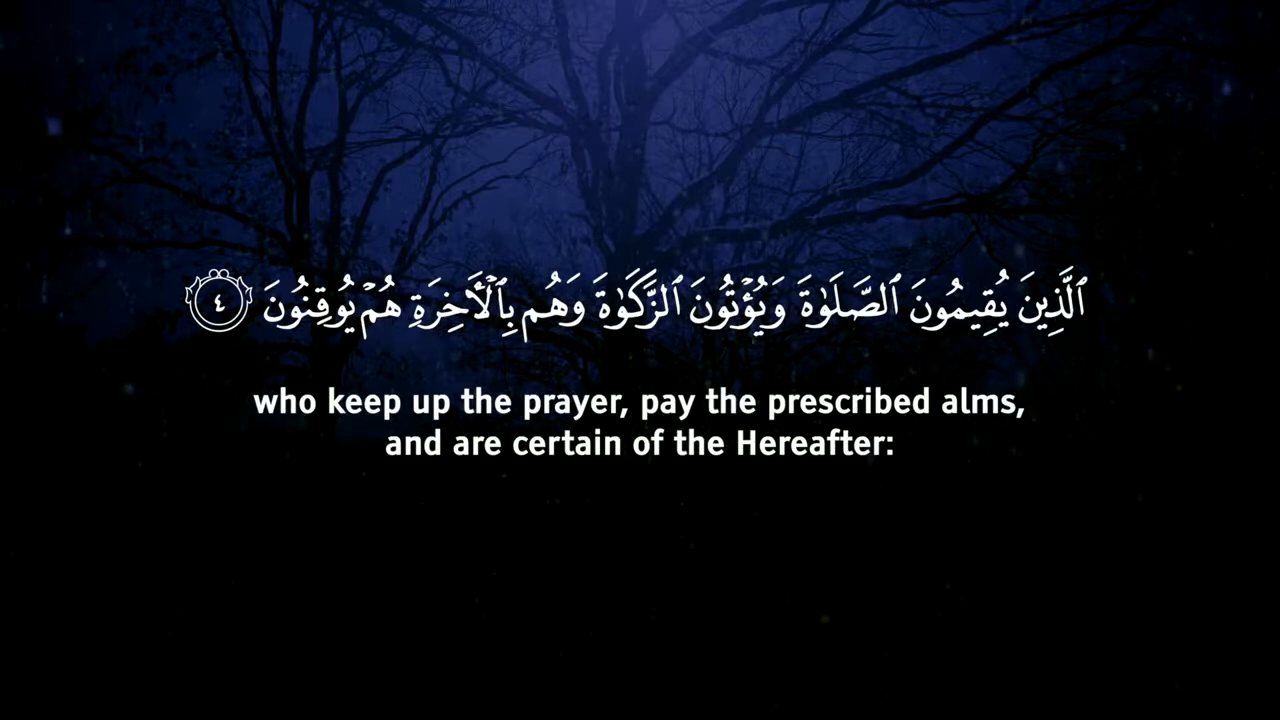 ٱلَّذِينَ يُقِيمُونَ ٱلصَّلَوٰةَ وَيُؤْتُونَ ٱلزَّكَوٰةَ وَهُم بِٱلْأَخِرَةِ هُمْ يُوقِنُونَ ٤
who keep up the prayer, pay the prescribed alms,
and are certain of the Hereafter: